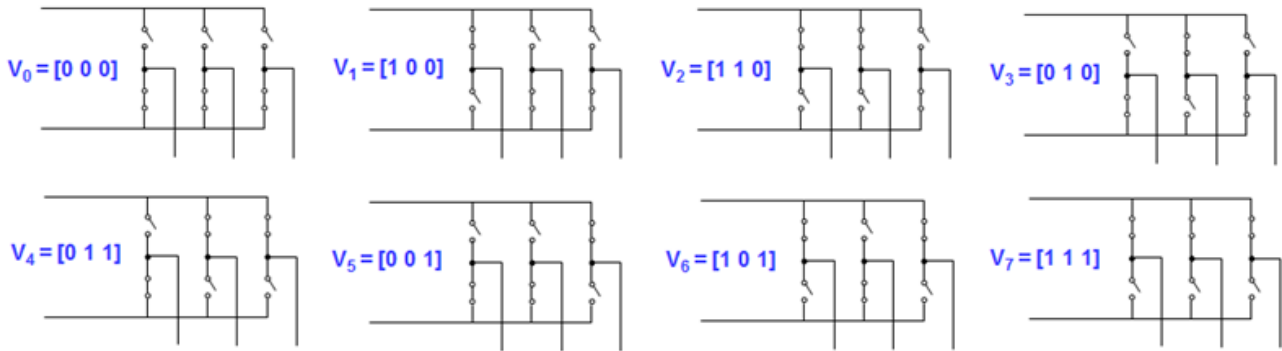 V₀ = [0 0 0]
V₁ = [1 0 0]
V₂ = [1 1 0]
V₃ = [0 1 0]
V₄ = [0 1 1]
V₅ = [0 0 1]
V₆ = [1 0 1]
V₇ = [1 1 1]